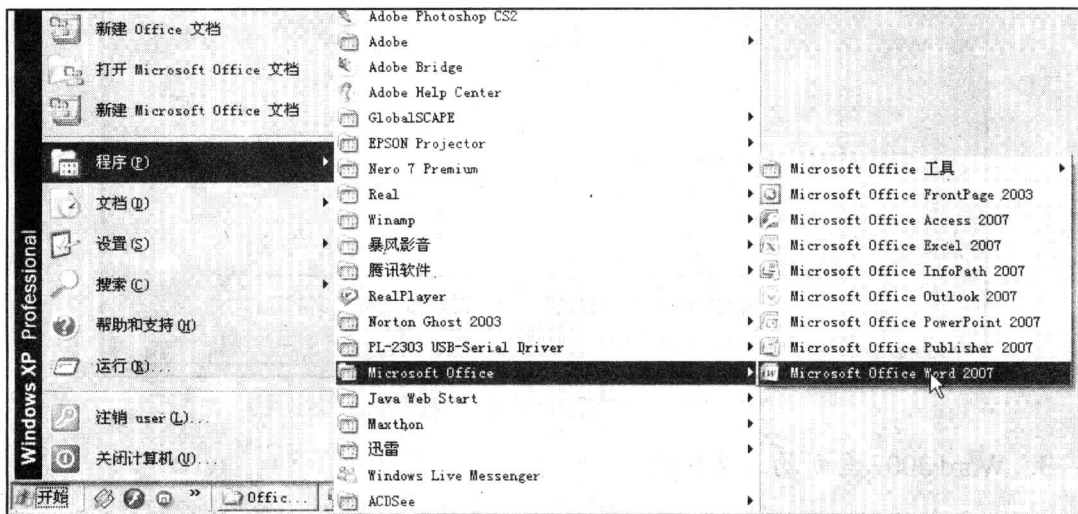 新建 Office 文档
打开 Microsoft Office 文档
新建 Microsoft Office 文档
程序(P)
文档(D)
设置(S)
搜索(C)
帮助和支持(H)
运行(R)...
注销 user(L)...
关闭计算机(U)...
Windows XP Professional
开始
»
Offic...
Adobe Photoshop CS2
Adobe
Adobe Bridge
Adobe Help Center
GlobalSCAPE
EPSON Projector
Nero 7 Premium
Real
Winamp
暴风影音
腾讯软件
RealPlayer
Norton Ghost 2003
PL-2303 USB-Serial Driver
Microsoft Office
Java Web Start
Maxthon
迅雷
Windows Live Messenger
ACDSee
Microsoft Office 工具
Microsoft Office FrontPage 2003
Microsoft Office Access 2007
Microsoft Office Excel 2007
Microsoft Office InfoPath 2007
Microsoft Office Outlook 2007
Microsoft Office PowerPoint 2007
Microsoft Office Publisher 2007
Microsoft Office Word 2007